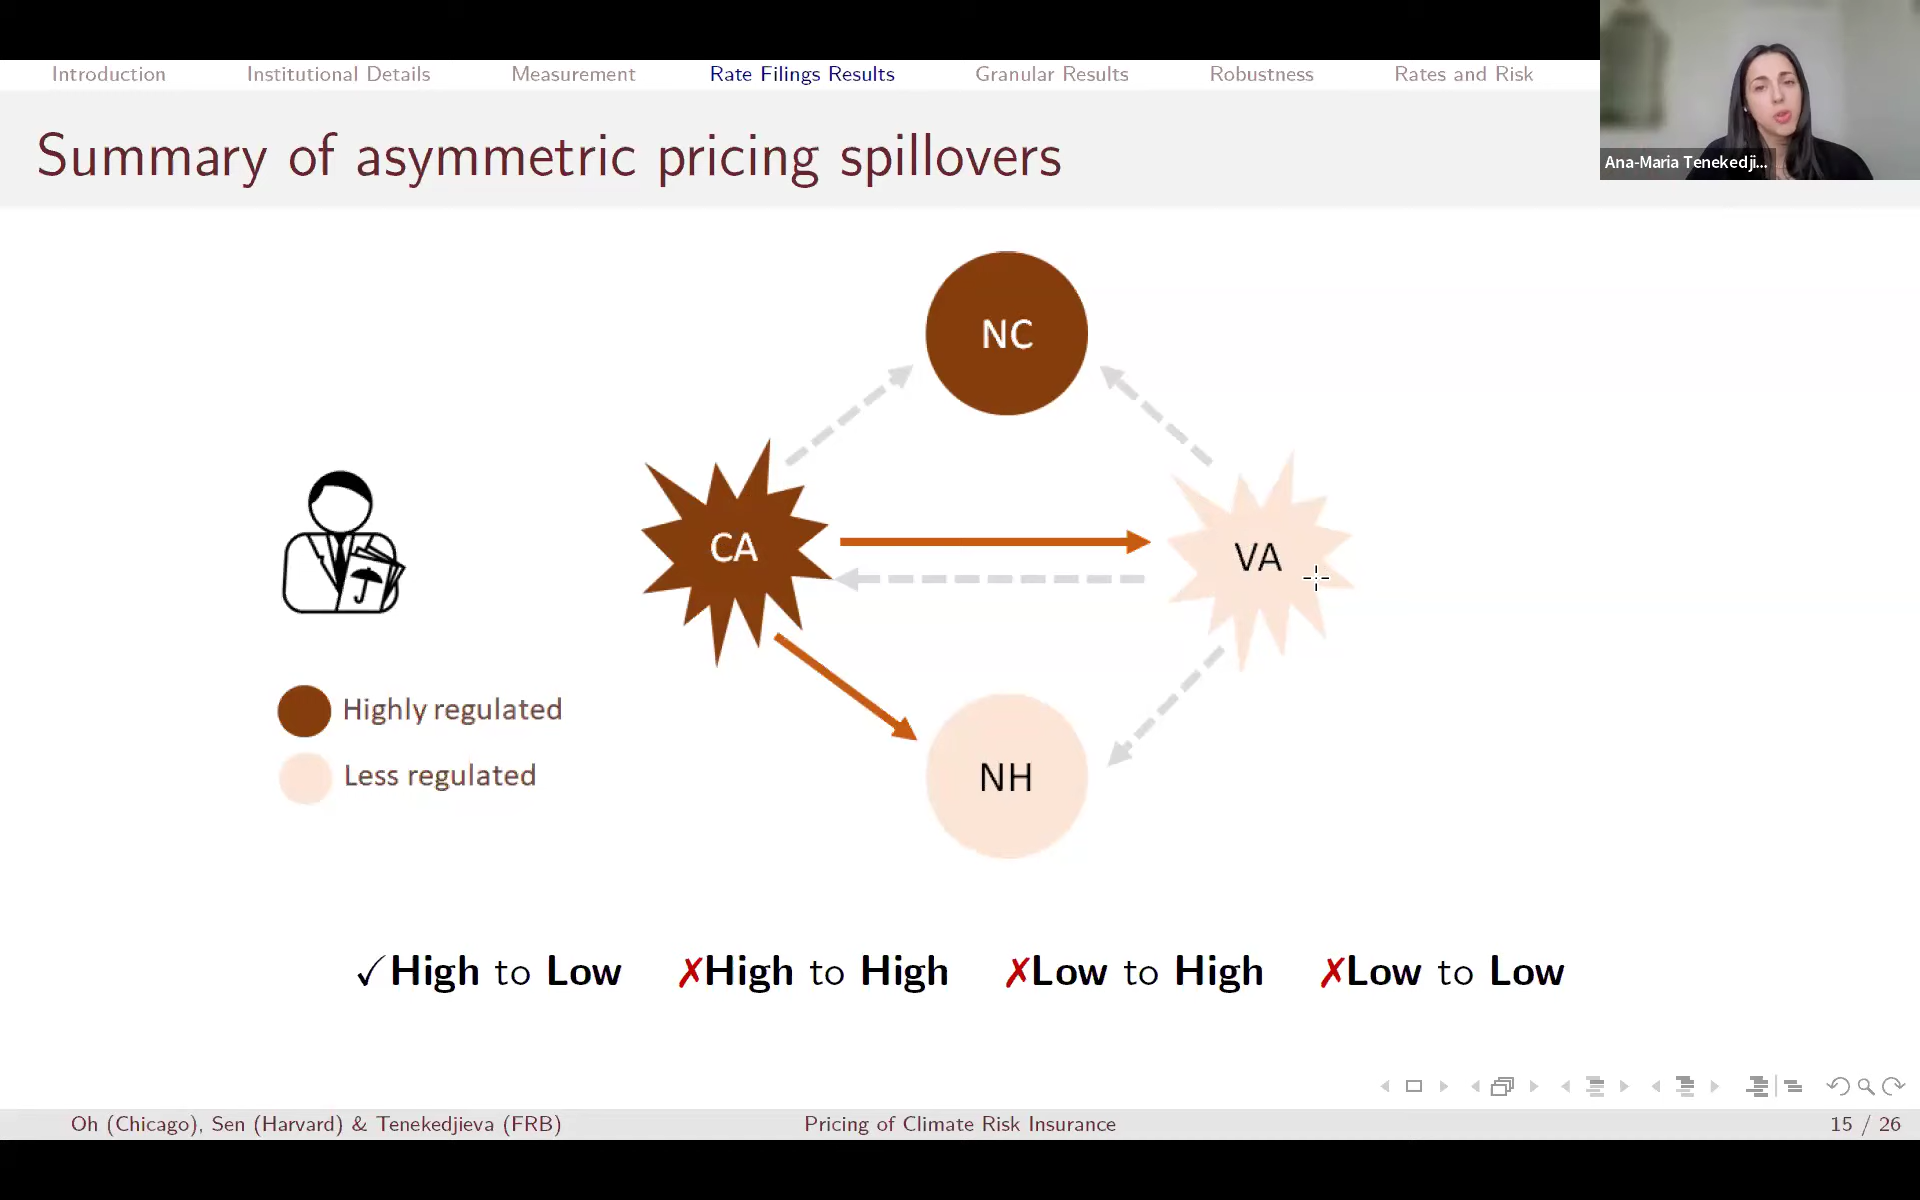 Introduction Institutional Details Measurement Rate Filings Results Granular Results Robustness Rates and Risk
Ana-Maria Tenekedji...
Summary of asymmetric pricing spillovers
NC
CA
VA
NH
Highly regulated
Less regulated
✓High to Low ✗High to High ✗Low to High ✗Low to Low
Oh (Chicago), Sen (Harvard) & Tenekedjieva (FRB) Pricing of Climate Risk Insurance 15 / 26